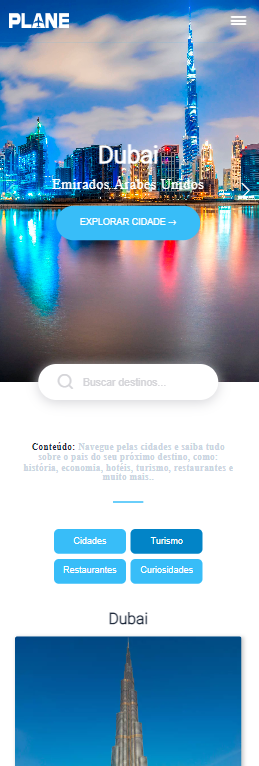 PLANE
Dubai
Emirados Árabes Unidos
EXPLORAR CIDADE →
Buscar destinos...
Conteúdo: Navegue pelas cidades e saiba tudo
sobre o país do seu próximo destino, como:
história, economia, hotéis, turismo, restaurantes e
muito mais..
Cidades
Turismo
Restaurantes
Curiosidades
Dubai